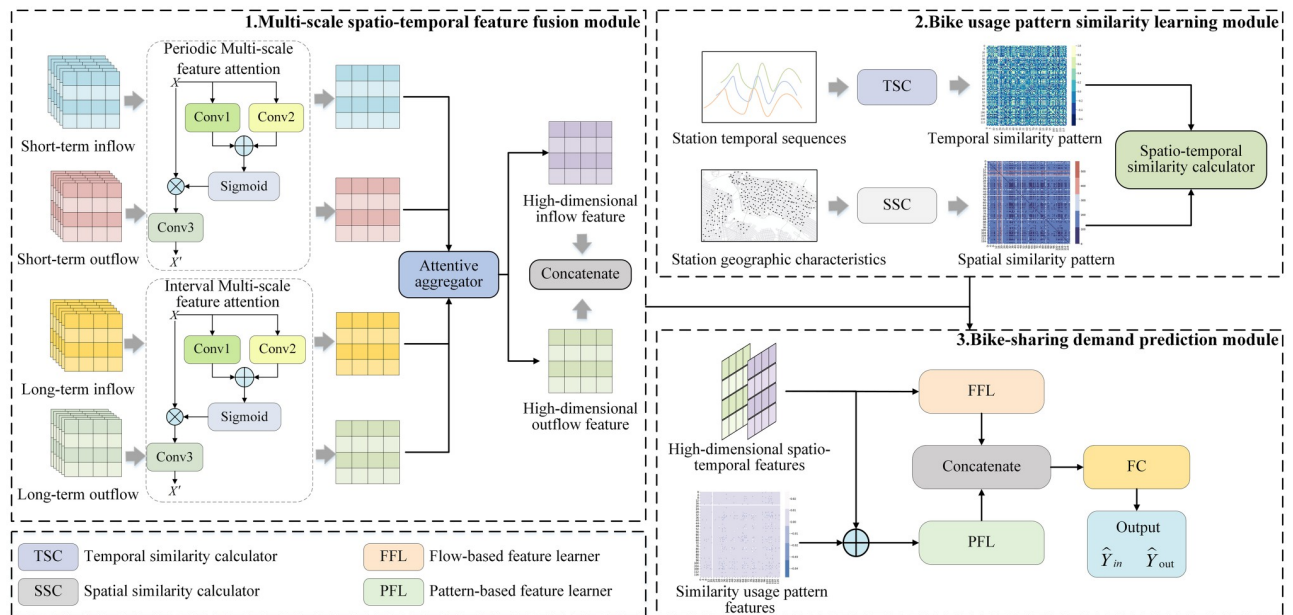 1.Multi-scale spatio-temporal feature fusion module
Periodic Multi-scale
feature attention
X
Conv1
Conv2
Sigmoid
Conv3
X'
Short-term inflow
Short-term outflow
Interval Multi-scale
feature attention
X
Conv1
Conv2
Sigmoid
Conv3
X'
Long-term inflow
Long-term outflow
Attentive
aggregator
High-dimensional
inflow feature
Concatenate
High-dimensional
outflow feature
2.Bike usage pattern similarity learning module
Station temporal sequences
TSC
Temporal similarity pattern
Station geographic characteristics
SSC
Spatial similarity pattern
Spatio-temporal
similarity calculator
3.Bike-sharing demand prediction module
High-dimensional spatio-
temporal features
Similarity usage pattern
features
FFL
Concatenate
PFL
FC
Output
Ŷin Ŷout
TSC Temporal similarity calculator
FFL Flow-based feature learner
SSC Spatial similarity calculator
PFL Pattern-based feature learner